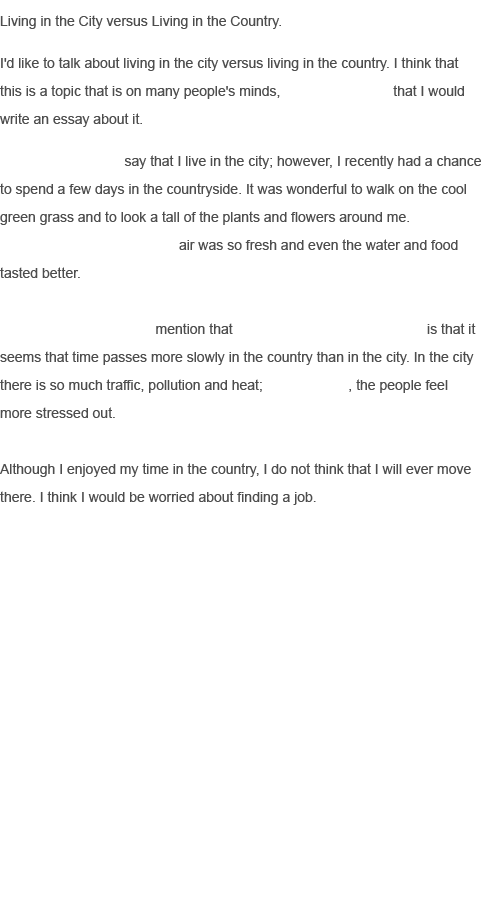 Living in the City versus Living in the Country.
I'd like to talk about living in the city versus living in the country. I think that
this is a topic that is on many people's minds, that I would
write an essay about it.
say that I live in the city; however, I recently had a chance
to spend a few days in the countryside. It was wonderful to walk on the cool
green grass and to look a tall of the plants and flowers around me.
air was so fresh and even the water and food
tasted better.
mention that is that it
seems that time passes more slowly in the country than in the city. In the city
there is so much traffic, pollution and heat; , the people feel
more stressed out.
Although I enjoyed my time in the country, I do not think that I will ever move
there. I think I would be worried about finding a job.